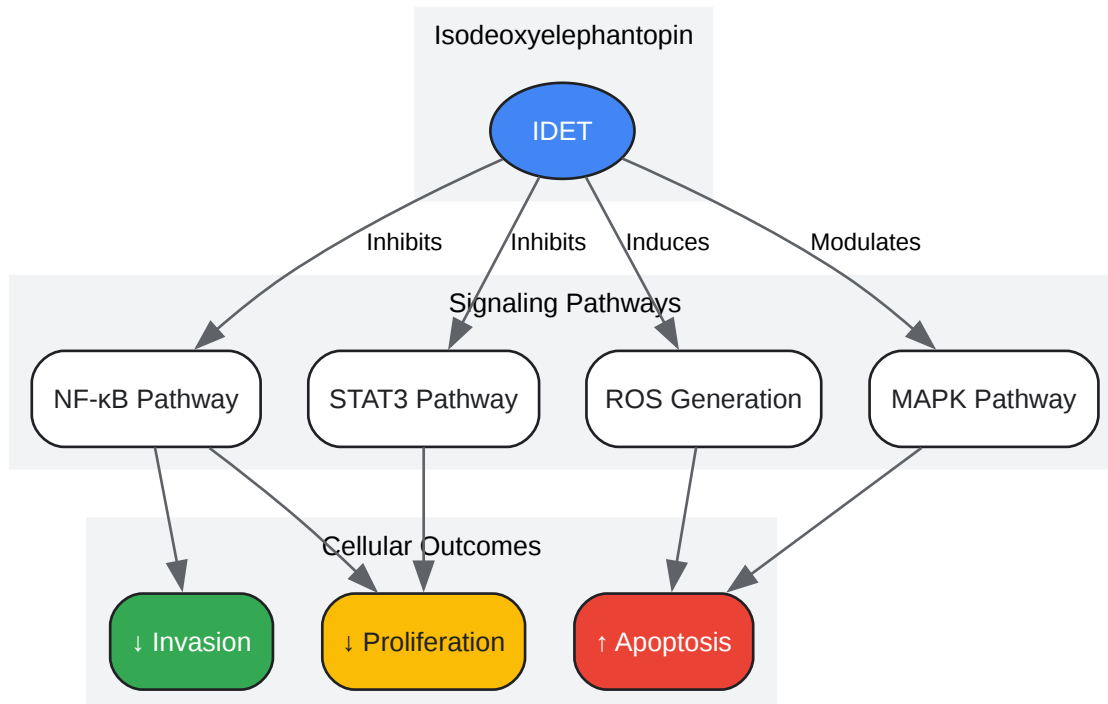 Isodeoxyelephantopin
IDET
Inhibits
Inhibits
Induces
Modulates
Signaling Pathways
NF-κB Pathway
STAT3 Pathway
ROS Generation
MAPK Pathway
Cellular Outcomes
↓ Invasion
↓ Proliferation
↑ Apoptosis